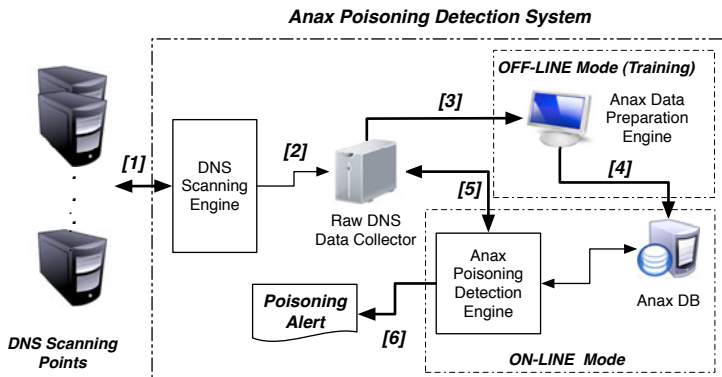 Anax Poisoning Detection System
OFF-LINE Mode (Training)
[3]
Anax Data
Preparation
Engine
[1]
DNS
Scanning
Engine
[2]
[4]
[5]
Raw DNS
Data Collector
Anax
Poisoning
Detection
Engine
Anax DB
Poisoning
Alert
[6]
DNS Scanning
Points
ON-LINE Mode